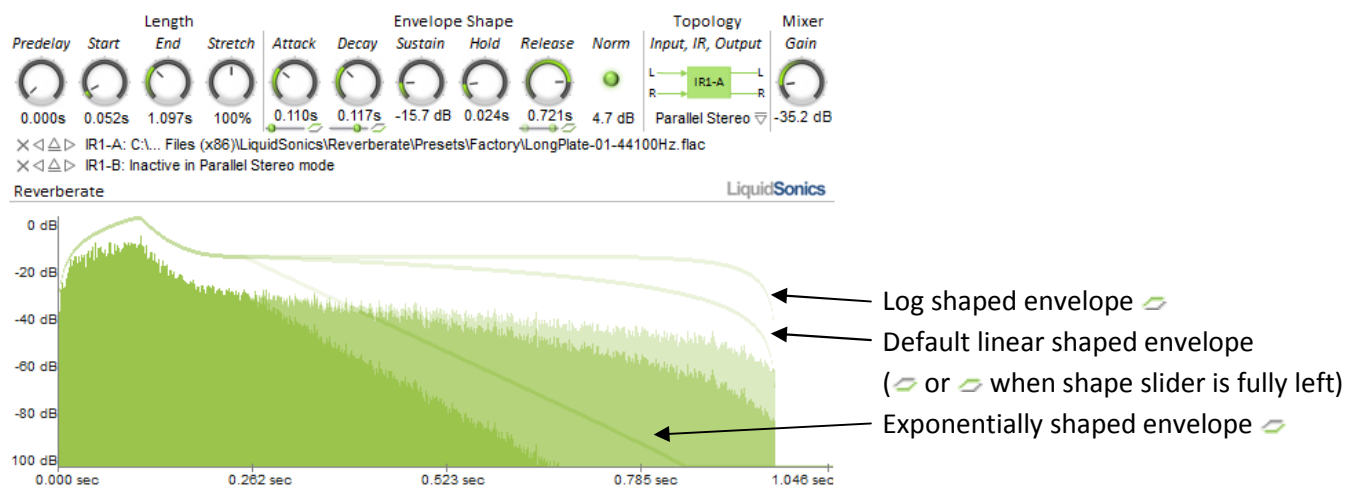 Length Envelope Shape Topology Mixer
Predelay Start End Stretch Attack Decay Sustain Hold Release Norm Input, IR, Output Gain
L IR1-A L
R R
0.000s 0.052s 1.097s 100% 0.110s 0.117s -15.7 dB 0.024s 0.721s 4.7 dB Parallel Stereo -35.2 dB
IR1-A: C:\... Files (x86)\LiquidSonics\Reverberate\Presets\Factory\LongPlate-01-44100Hz.flac
IR1-B: Inactive in Parallel Stereo mode
Reverberate LiquidSonics
0 dB
-20 dB
-40 dB
-60 dB
-80 dB
100 dB
0.000 sec 0.262 sec 0.523 sec 0.785 sec 1.046 sec
Log shaped envelope
Default linear shaped envelope
( or when shape slider is fully left)
Exponentially shaped envelope